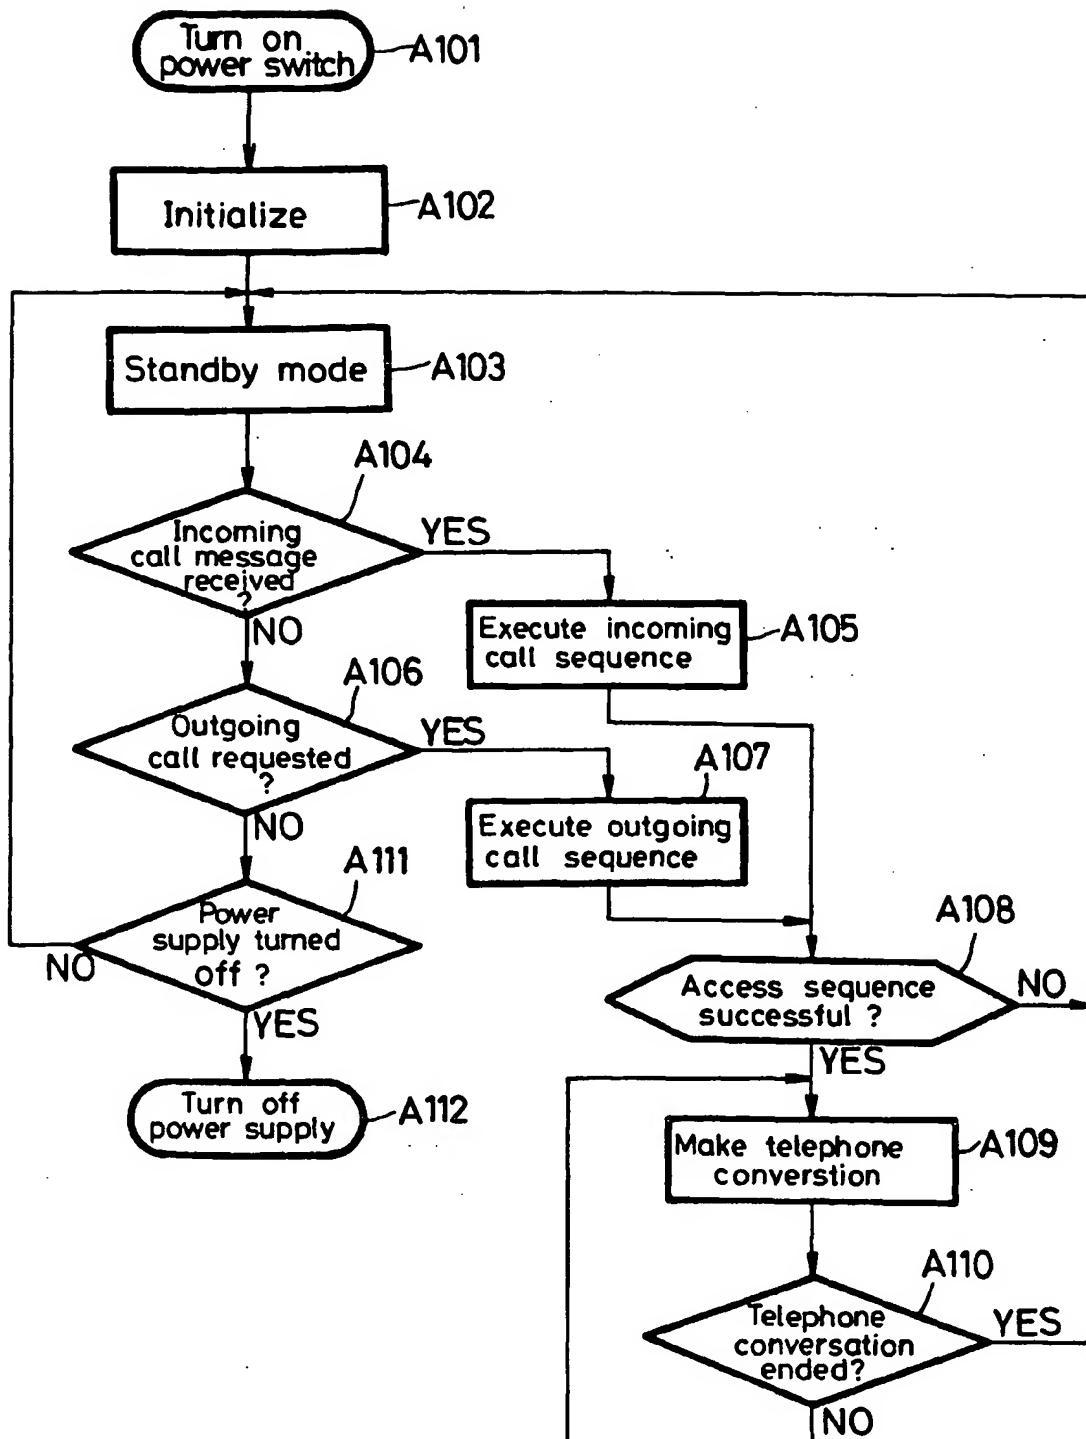 Turn on
power switch
A101
Initialize
A102
Standby mode
A103
A104
Incoming
call message
received
?
YES
NO
Execute incoming
call sequence
A105
A106
Outgoing
call requested
?
YES
NO
A107
Execute outgoing
call sequence
A111
Power
supply turned
off ?
NO
YES
A108
Access sequence
successful ?
NO
YES
Turn off
power supply
A112
Make telephone
converstion
A109
A110
Telephone
conversation
ended?
YES
NO